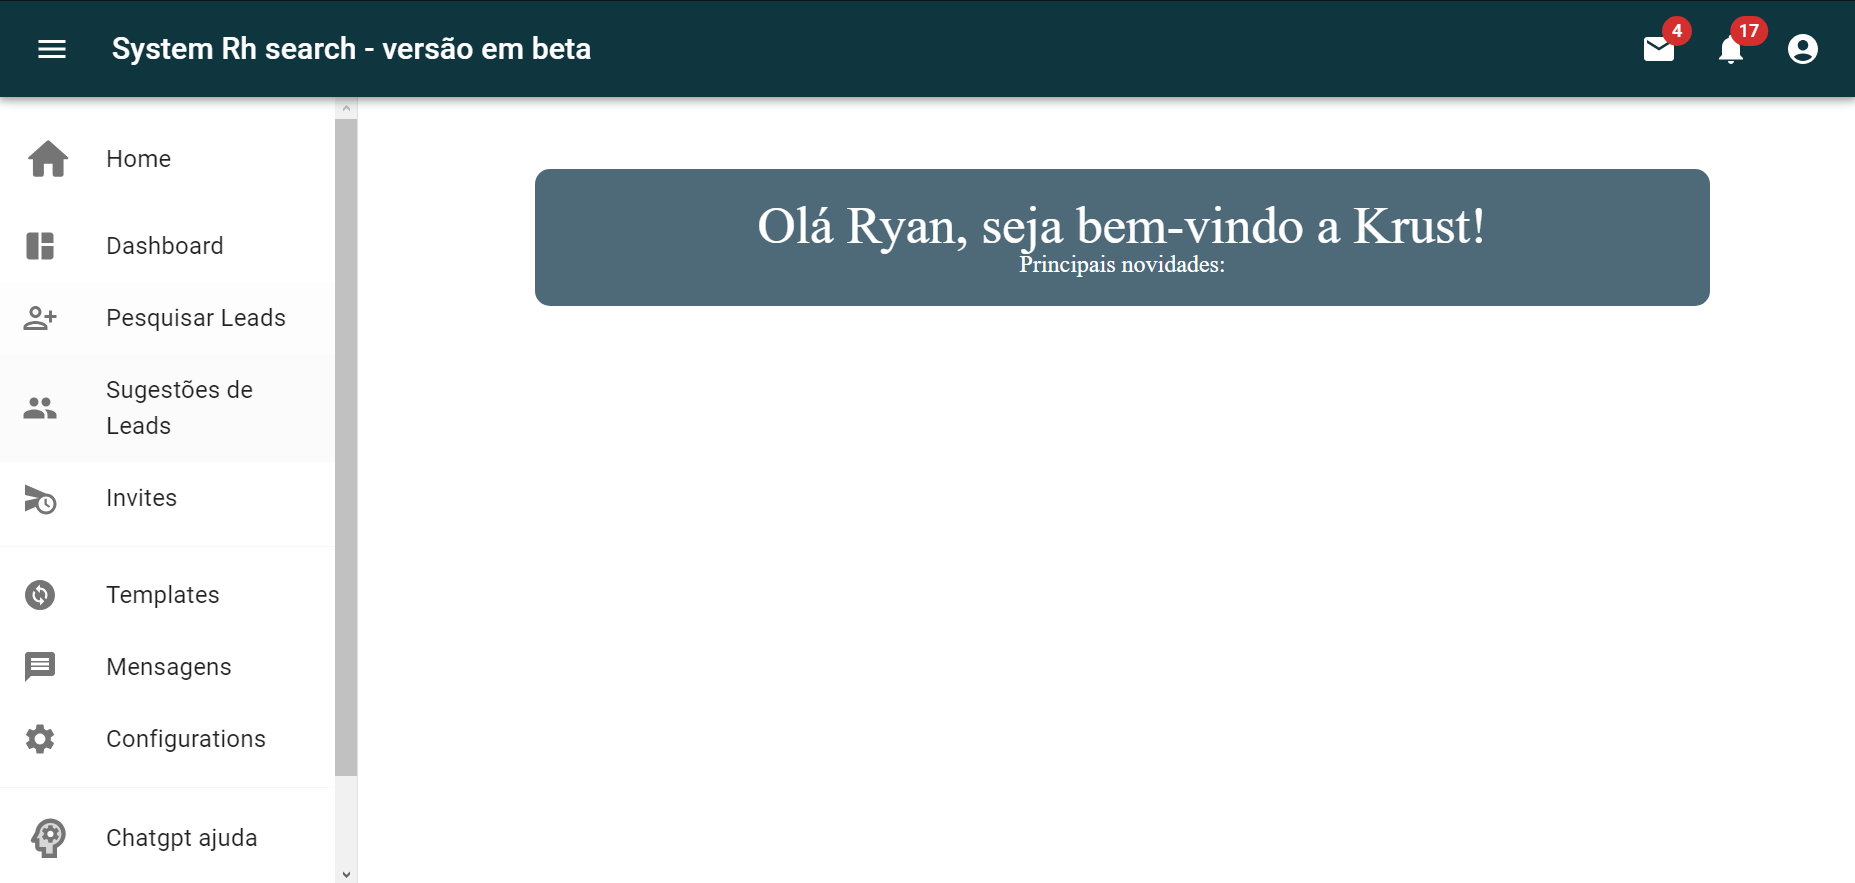 System Rh search - versão em beta
4
17
Home
Dashboard
Pesquisar Leads
Sugestões de
Leads
Invites
Templates
Mensagens
Configurations
Chatgpt ajuda
Olá Ryan, seja bem-vindo a Krust!
Principais novidades: